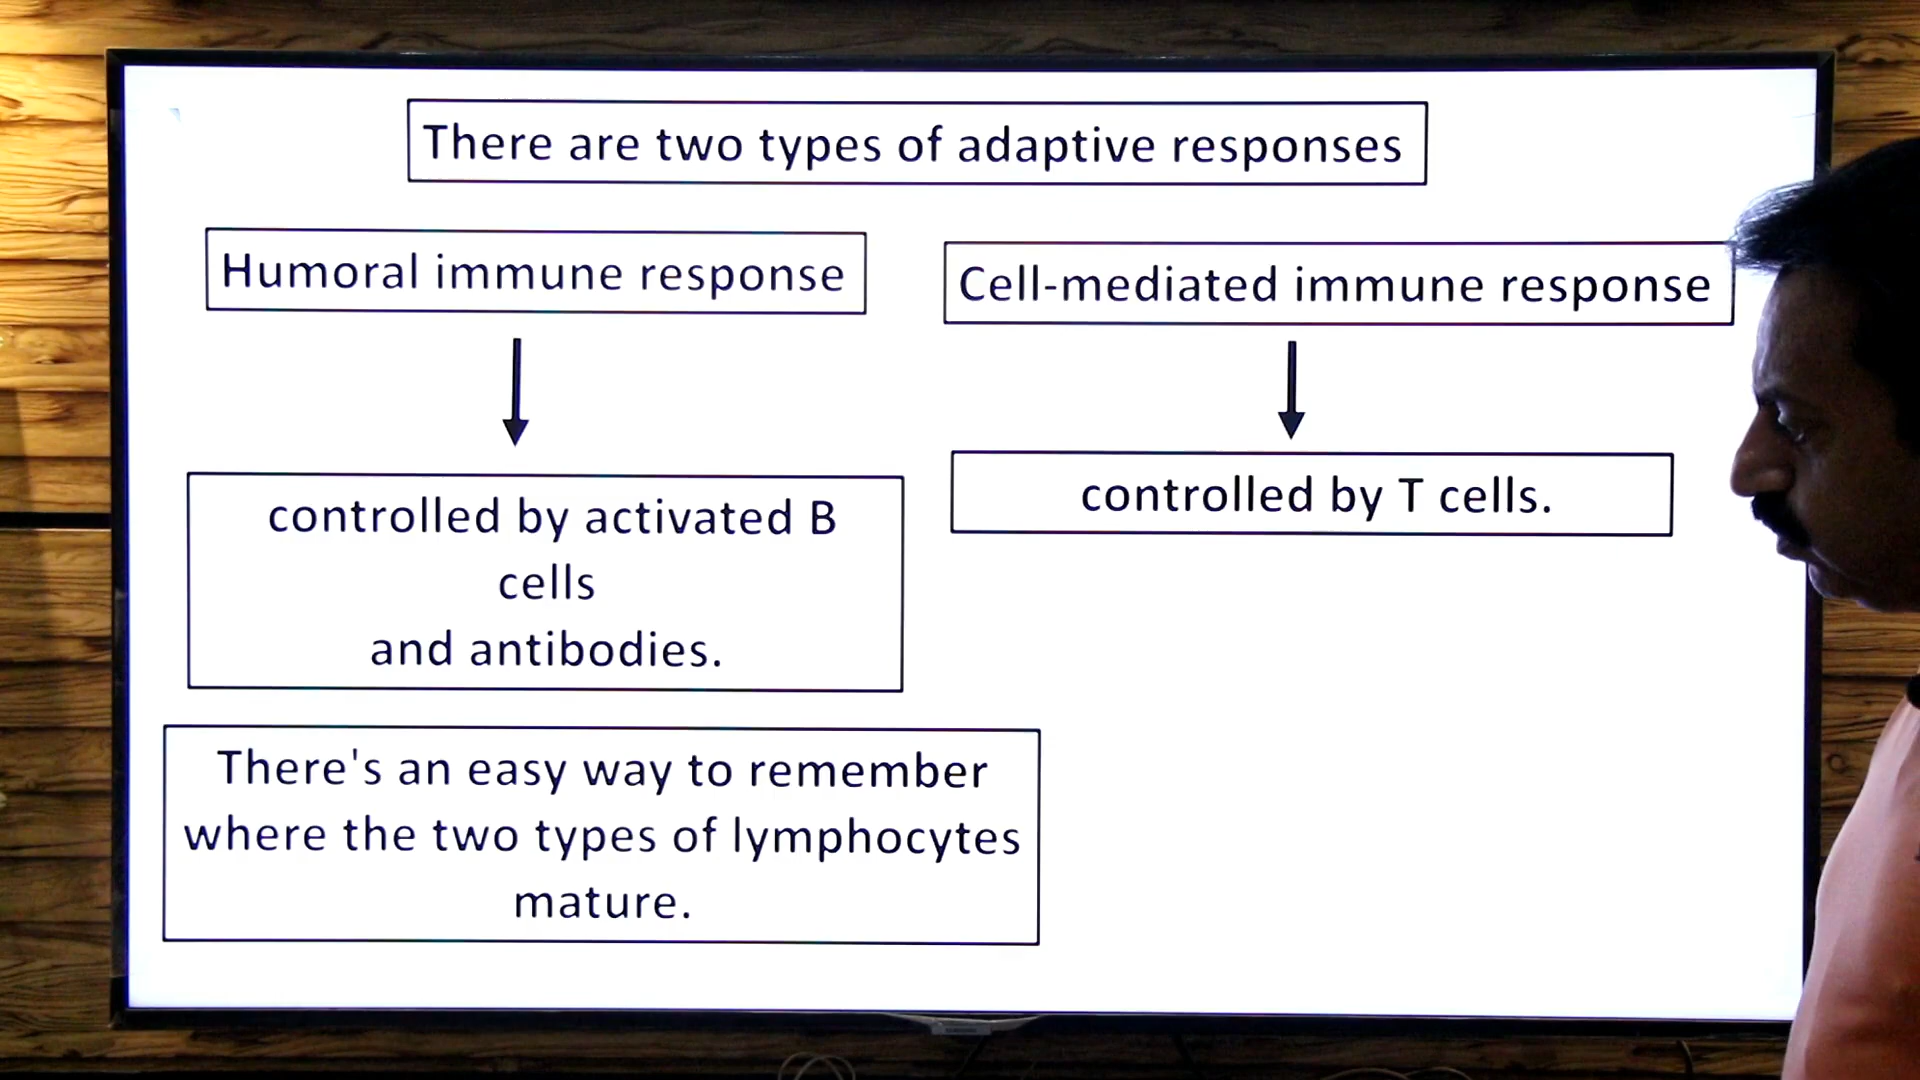 There are two types of adaptive responses
Humoral immune response
Cell-mediated immune response
controlled by activated B
cells
and antibodies.
controlled by T cells.
There's an easy way to remember
where the two types of lymphocytes
mature.